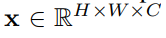 𝐱 ∈ ℝ^{H×W×C}